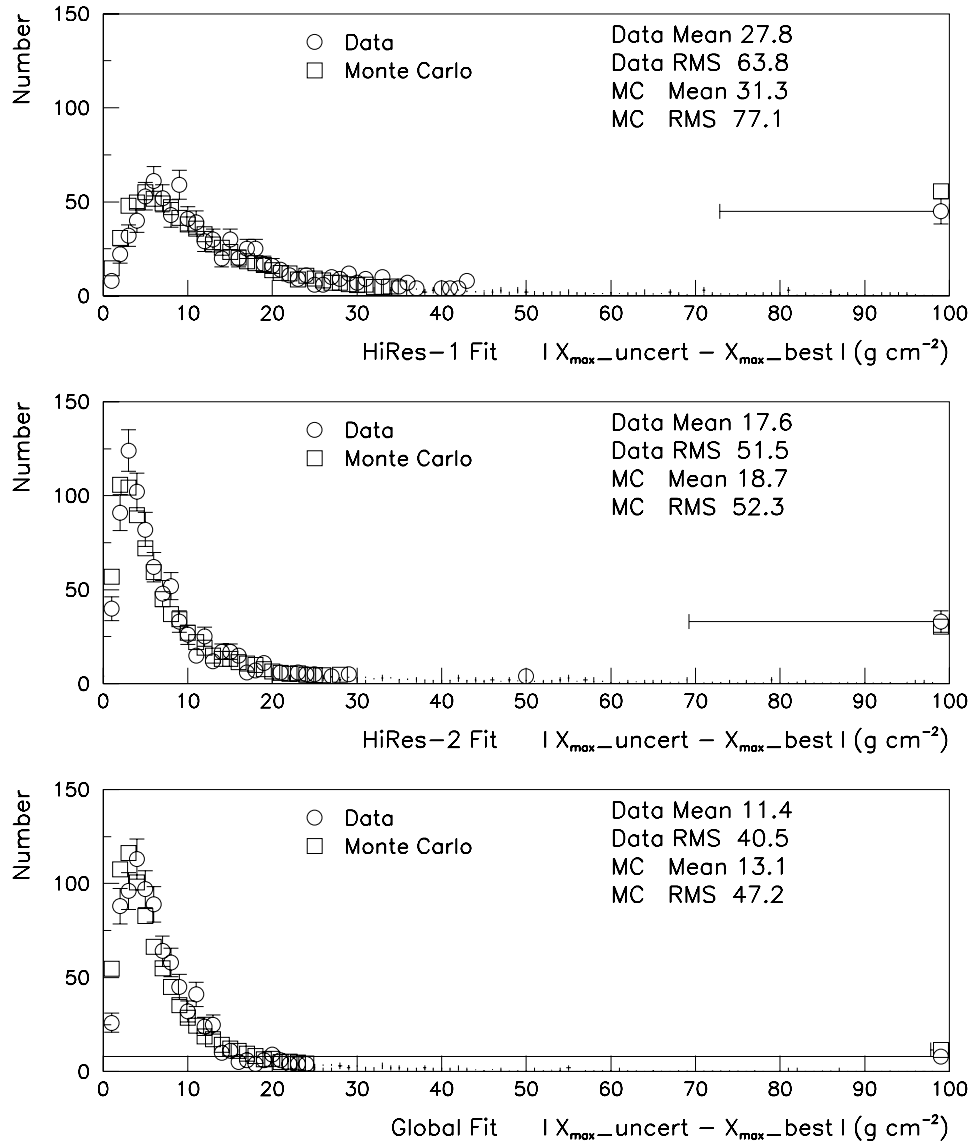 Number
150
100
50
0
Data
Monte Carlo
Data Mean 27.8
Data RMS 63.8
MC Mean 31.3
MC RMS 77.1
0 10 20 30 40 50 60 70 80 90 100
HiRes-1 Fit | Xmax_uncert - Xmax_best | (g cm-2)
Number
150
100
50
0
Data
Monte Carlo
Data Mean 17.6
Data RMS 51.5
MC Mean 18.7
MC RMS 52.3
0 10 20 30 40 50 60 70 80 90 100
HiRes-2 Fit | Xmax_uncert - Xmax_best | (g cm-2)
Number
150
100
50
0
Data
Monte Carlo
Data Mean 11.4
Data RMS 40.5
MC Mean 13.1
MC RMS 47.2
0 10 20 30 40 50 60 70 80 90 100
Global Fit | Xmax_uncert - Xmax_best | (g cm-2)